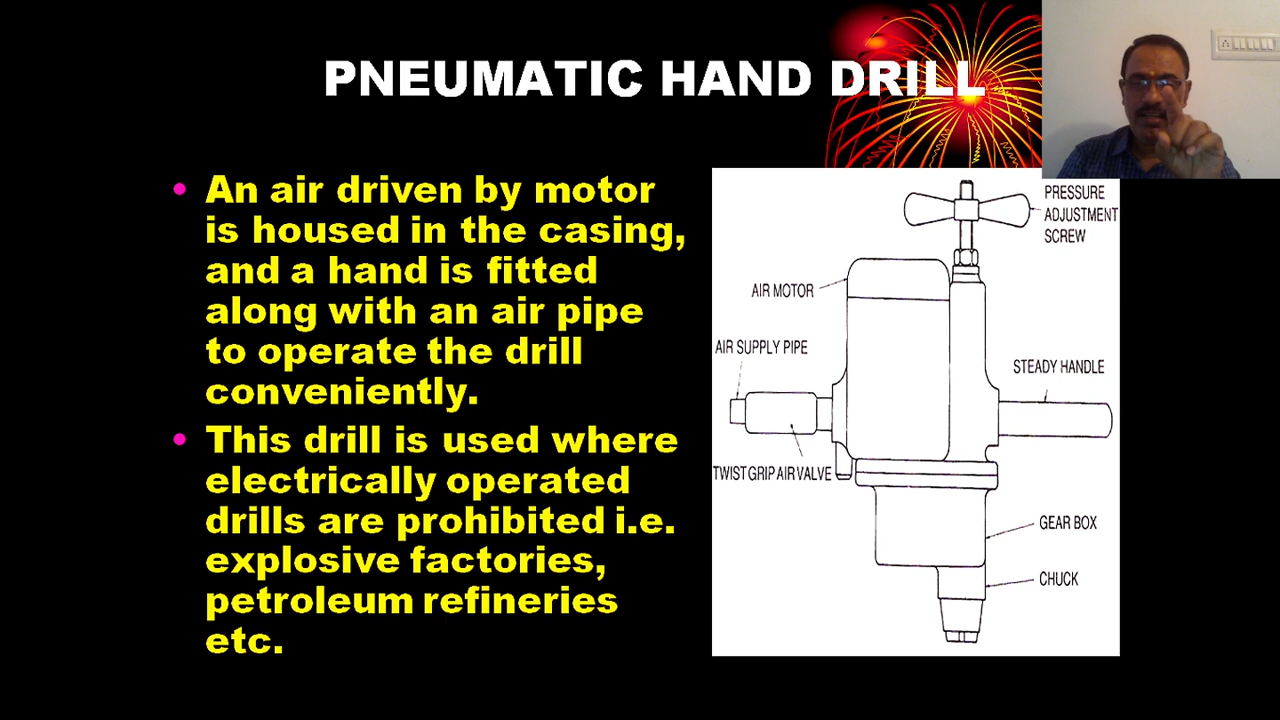 PNEUMATIC HAND DRILL
• An air driven by motor
is housed in the casing,
and a hand is fitted
along with an air pipe
to operate the drill
conveniently.
• This drill is used where
electrically operated
drills are prohibited i.e.
explosive factories,
petroleum refineries
etc.
PRESSURE
ADJUSTMENT
SCREW
AIR MOTOR
AIR SUPPLY PIPE
STEADY HANDLE
TWIST GRIP AIR VALVE
GEAR BOX
CHUCK